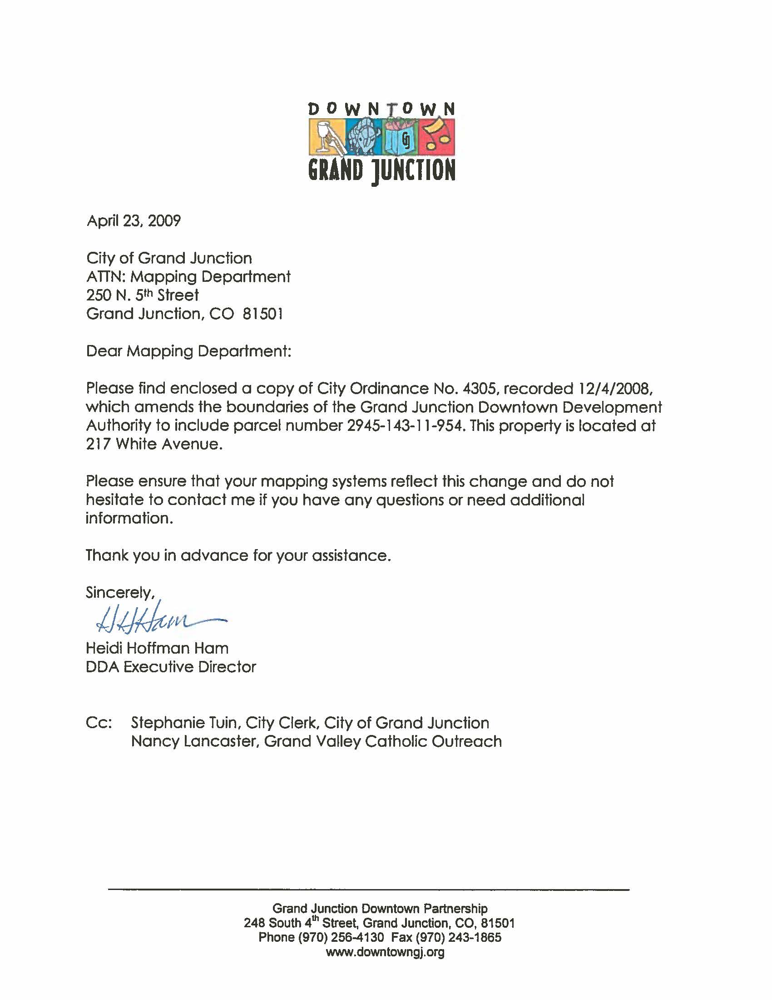 DOWNTOWN
GJ
GRAND JUNCTION
April 23, 2009
City of Grand Junction
ATTN: Mapping Department
250 N. 5th Street
Grand Junction, CO  81501
Dear Mapping Department:
Please find enclosed a copy of City Ordinance No. 4305, recorded 12/4/2008,
which amends the boundaries of the Grand Junction Downtown Development
Authority to include parcel number 2945-143-11-954. This property is located at
217 White Avenue.
Please ensure that your mapping systems reflect this change and do not
hesitate to contact me if you have any questions or need additional
information.
Thank you in advance for your assistance.
Sincerely,
HHHam
Heidi Hoffman Ham
DDA Executive Director
Cc: Stephanie Tuin, City Clerk, City of Grand Junction
Nancy Lancaster, Grand Valley Catholic Outreach
Grand Junction Downtown Partnership
248 South 4th Street, Grand Junction, CO, 81501
Phone (970) 256-4130  Fax (970) 243-1865
www.downtowngj.org